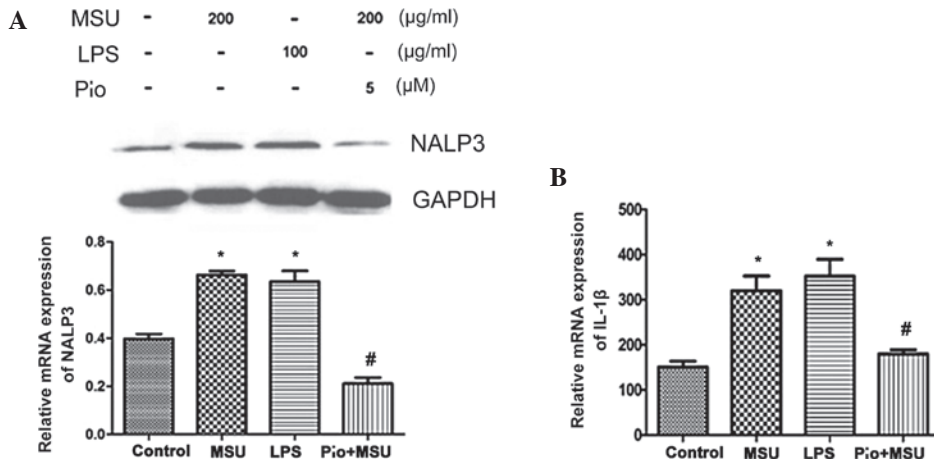 A
MSU - 200 - 200 (µg/ml)
LPS - - 100 - (µg/ml)
Pio - - - 5 (µM)
NALP3
GAPDH
Relative mRNA expression
of NALP3
0.8
0.6
0.4
0.2
0.0
* * #
Control MSU LPS Pio+MSU
B
Relative mRNA expression
of IL-1β
500
400
300
200
100
0
* * #
Control MSU LPS Pio+MSU